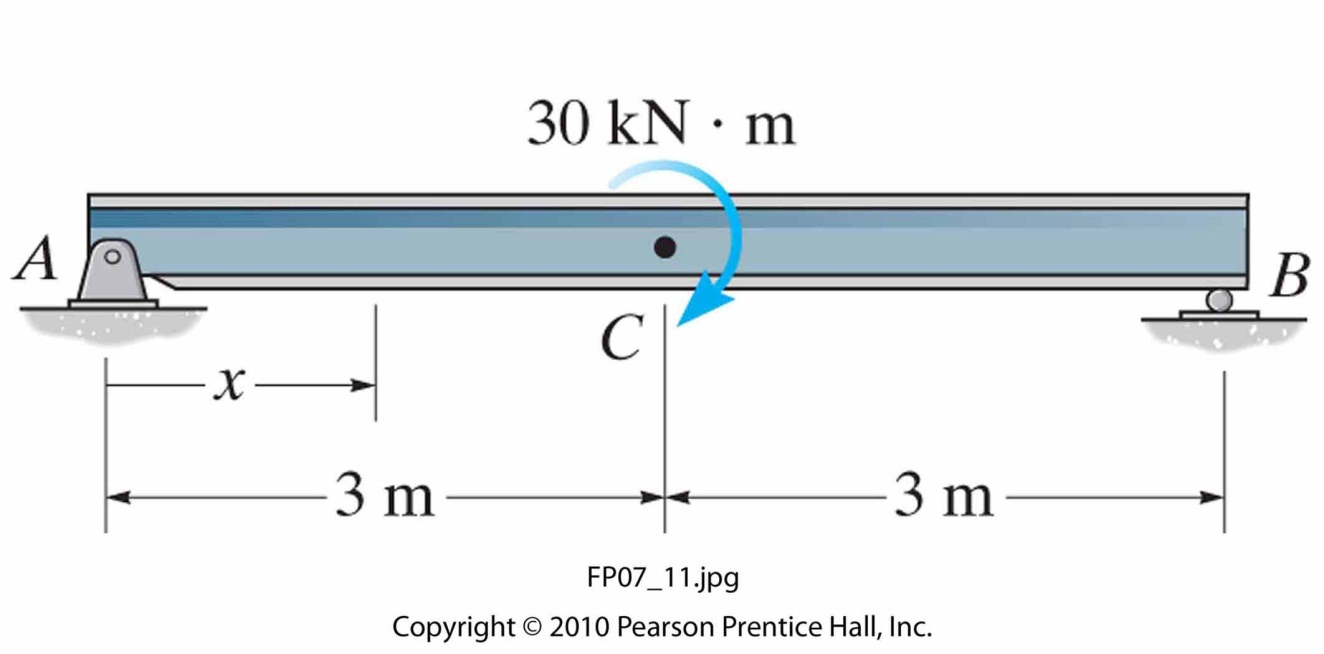 30 kN · m
A
B
C
x
3 m
3 m
FP07_11.jpg
Copyright © 2010 Pearson Prentice Hall, Inc.